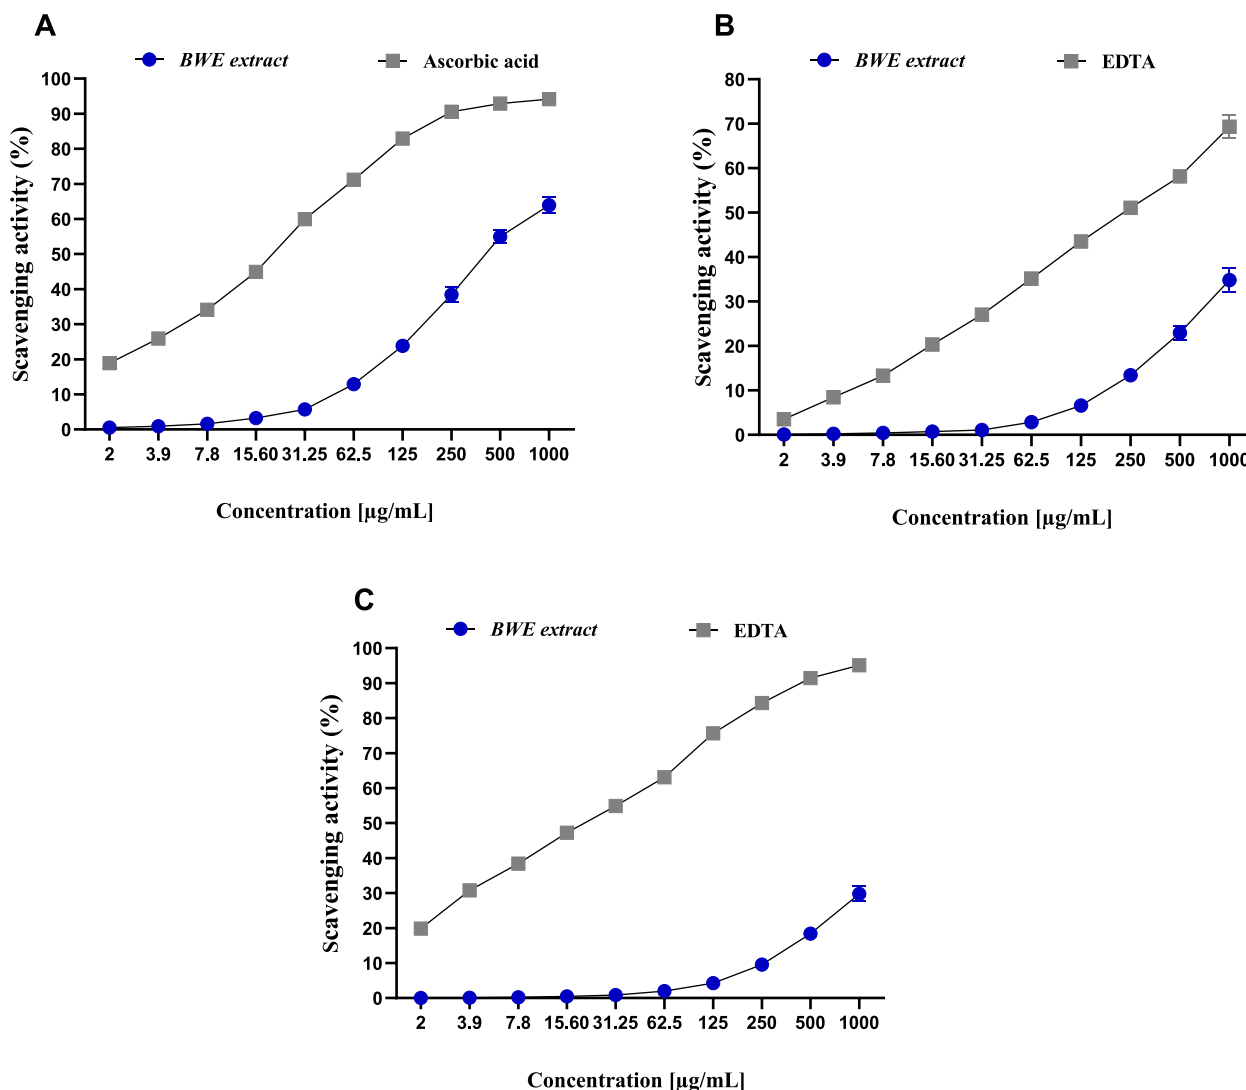 A
BWE extract
Ascorbic acid
100
90
80
70
60
50
40
30
20
10
0
Scavenging activity (%)
2 3.9 7.8 15.60 31.25 62.5 125 250 500 1000
Concentration [µg/mL]
B
BWE extract
EDTA
80
70
60
50
40
30
20
10
0
Scavenging activity (%)
2 3.9 7.8 15.60 31.25 62.5 125 250 500 1000
Concentration [µg/mL]
C
BWE extract
EDTA
100
90
80
70
60
50
40
30
20
10
0
Scavenging activity (%)
2 3.9 7.8 15.60 31.25 62.5 125 250 500 1000
Concentration [µg/mL]